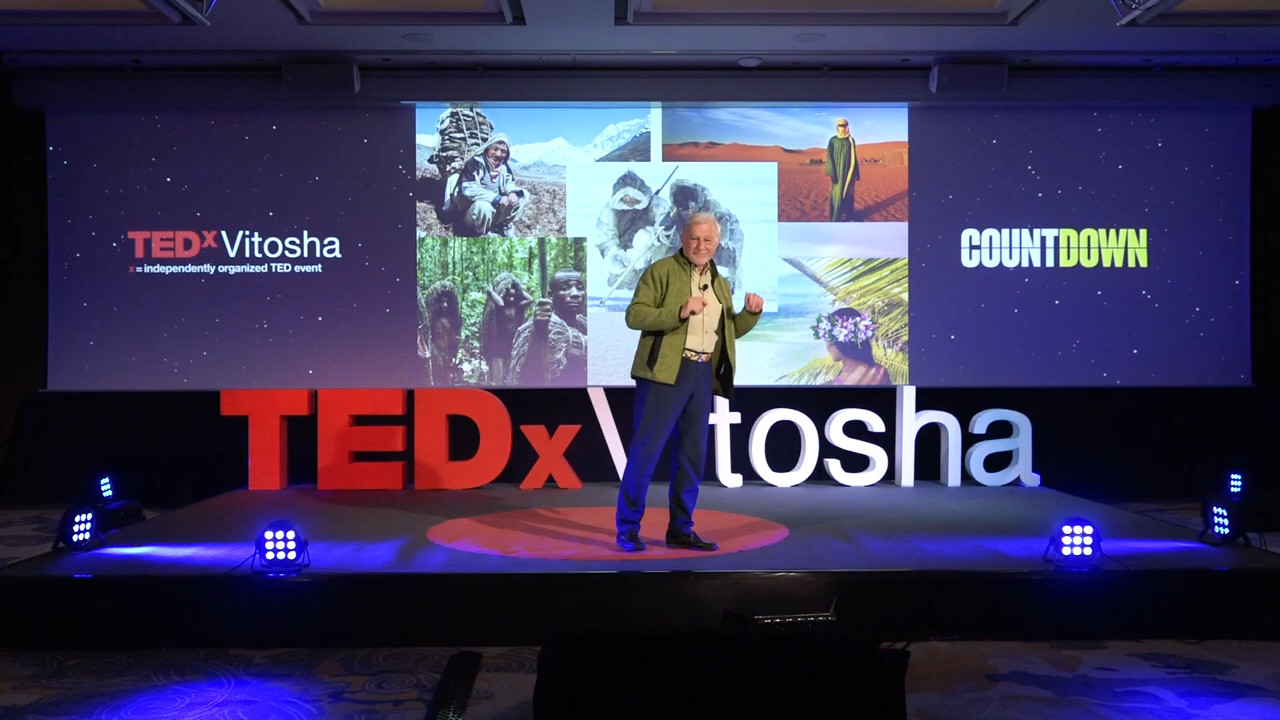 TEDx Vitosha
x = independently organized TED event
COUNTDOWN
TEDx Vitosha